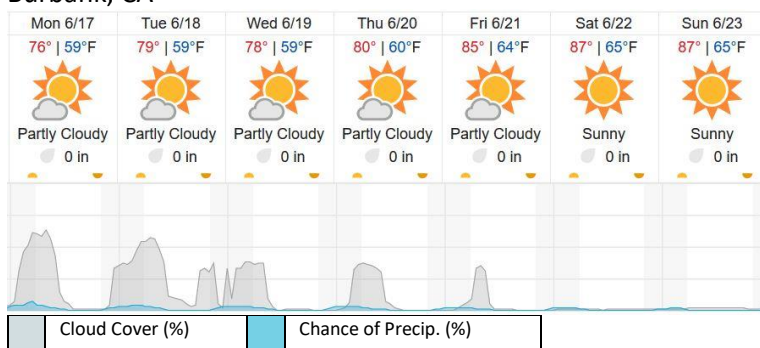 Burbank, CA
Mon 6/17 Tue 6/18 Wed 6/19 Thu 6/20 Fri 6/21 Sat 6/22 Sun 6/23
76° | 59°F 79° | 59°F 78° | 59°F 80° | 60°F 85° | 64°F 87° | 65°F 87° | 65°F
Partly Cloudy Partly Cloudy Partly Cloudy Partly Cloudy Partly Cloudy Sunny Sunny
0 in 0 in 0 in 0 in 0 in 0 in 0 in
Cloud Cover (%) Chance of Precip. (%)